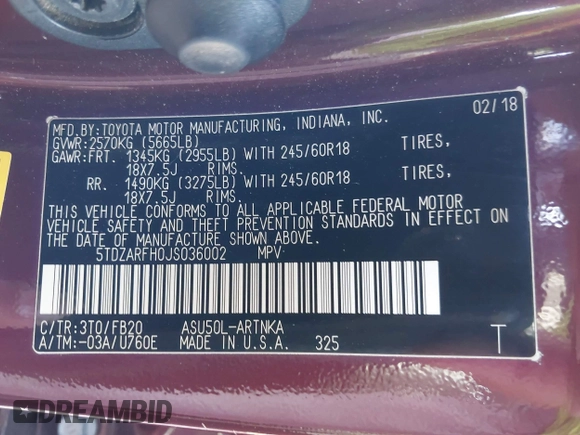 02/18
MFD.BY:TOYOTA MOTOR MANUFACTURING, INDIANA, INC.
GVWR:2570KG (5665LB)
GAWR:FRT. 1345KG (2955LB) WITH 245/60R18 TIRES,
18X7.5J RIMS.
RR. 1490KG (3275LB) WITH 245/60R18 TIRES,
18X7.5J RIMS.
THIS VEHICLE CONFORMS TO ALL APPLICABLE FEDERAL MOTOR
VEHICLE SAFETY AND THEFT PREVENTION STANDARDS IN EFFECT ON
THE DATE OF MANUFACTURE SHOWN ABOVE.
5TDZARFH0JS036002 MPV
C/TR:3T0/FB20 ASU50L-ARTNKA
A/TM:-03A/U760E MADE IN U.S.A. 325 T
DREAMBID